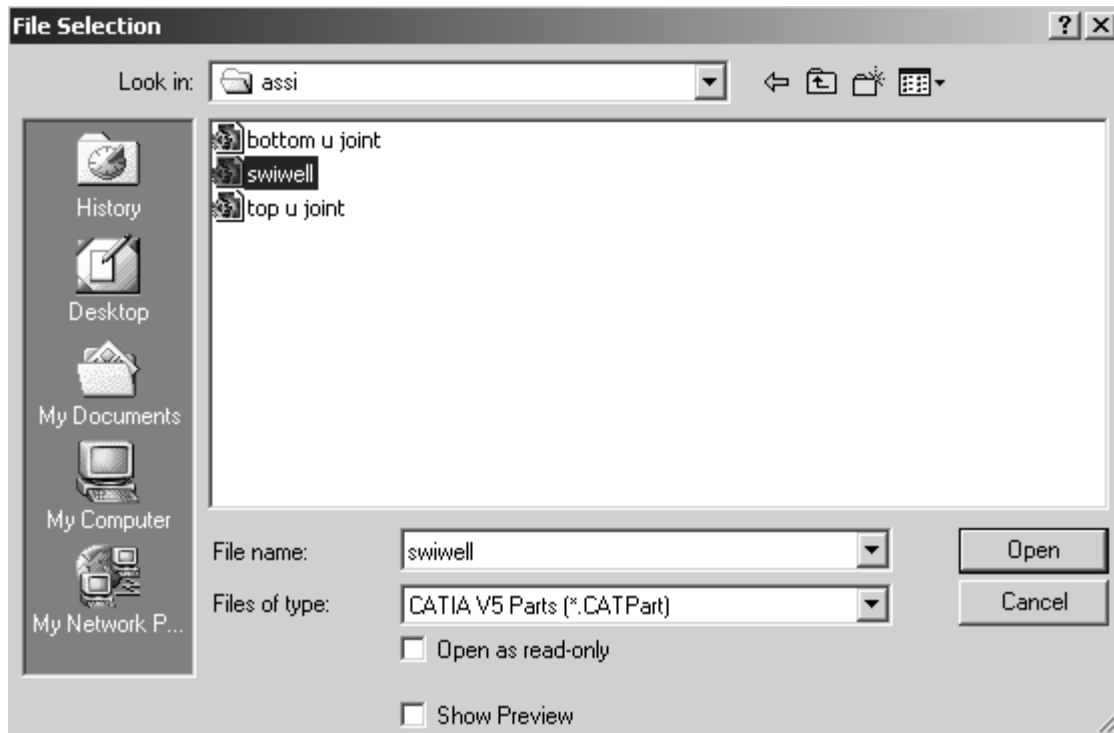 File Selection
Look in: assi
bottom u joint
swiwell
top u joint
History
Desktop
My Documents
My Computer
My Network P...
File name: swiwell Open
Files of type: CATIA V5 Parts (*.CATPart) Cancel
Open as read-only
Show Preview